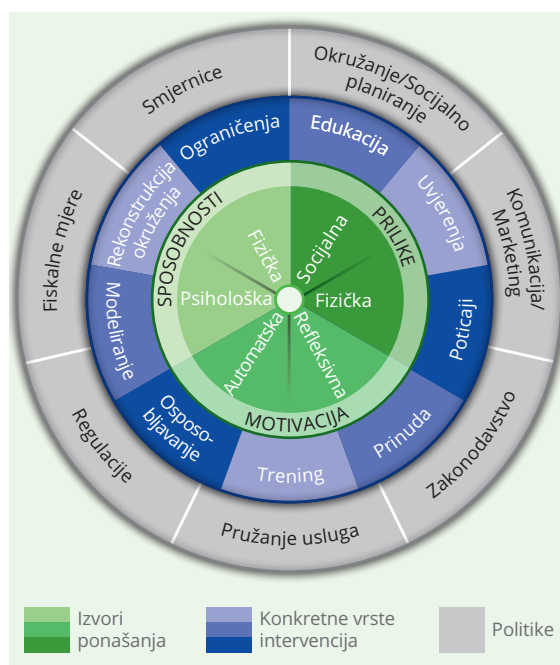 Smjernice
Okružanje/Socijalno
planiranje
Komunikacija/
Marketing
Zakonodavstvo
Pružanje usluga
Regulacije
Fiskalne mjere
Ograničenja
Edukacija
Uvjerenja
Poticaji
Prinuda
Trening
Osposo-
bljavanje
Modeliranje
Rekonstrukcija
okruženja
SPOSOBNOSTI
PRILIKE
MOTIVACIJA
Fizička
Socijalna
Psihološka
Fizička
Automatska
Refleksivna
Izvori
ponašanja
Konkretne vrste
intervencija
Politike